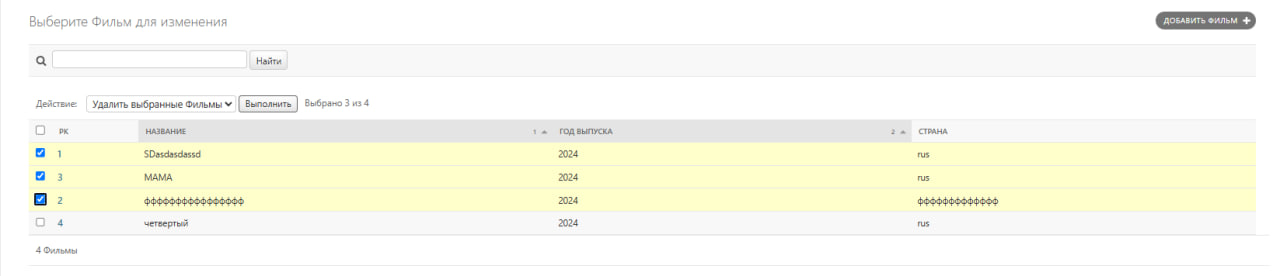 Выберите Фильм для изменения
ДОБАВИТЬ ФИЛЬМ +
Найти
Действие: Удалить выбранные Фильмы Выполнить Выбрано 3 из 4
PK НАЗВАНИЕ 1 ГОД ВЫПУСКА 2 СТРАНА
1 SDasdasdassd 2024 rus
3 МАМА 2024 rus
2 ффффффффффффффф 2024 фффффффффффф
4 четвертый 2024 rus
4 Фильмы